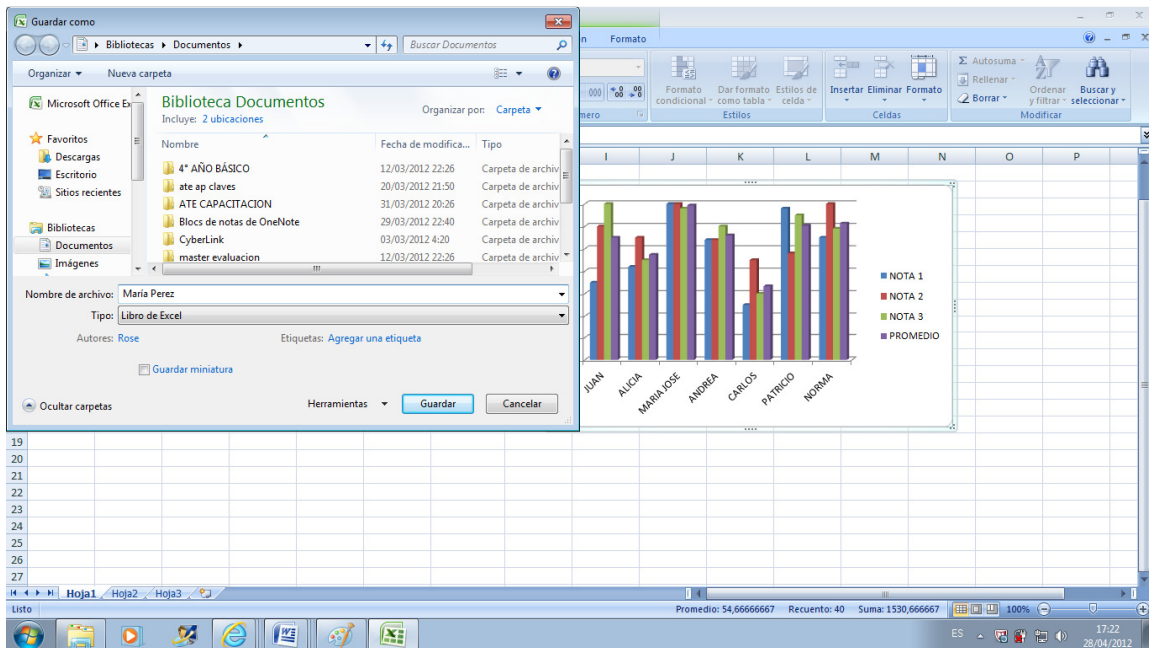 Guardar como
Bibliotecas ▸ Documentos ▸
Buscar Documentos
Organizar
Nueva carpeta
Microsoft Office Ex
Favoritos
Descargas
Escritorio
Sitios recientes
Bibliotecas
Documentos
Imágenes
Biblioteca Documentos
Incluye: 2 ubicaciones
Organizar por: Carpeta
Nombre Fecha de modifica... Tipo
4° AÑO BÁSICO 12/03/2012 22:26 Carpeta de archiv
ate ap claves 20/03/2012 21:50 Carpeta de archiv
ATE CAPACITACION 31/03/2012 20:26 Carpeta de archiv
Blocs de notas de OneNote 29/03/2012 22:40 Carpeta de archiv
CyberLink 03/03/2012 4:20 Carpeta de archiv
master evaluacion 12/03/2012 22:26 Carpeta de archiv
Nombre de archivo: María Perez
Tipo: Libro de Excel
Autores: Rose
Etiquetas: Agregar una etiqueta
Guardar miniatura
Ocultar carpetas
Herramientas
Guardar
Cancelar
n Formato
000
Formato condicional
Dar formato como tabla
Estilos de celda
Insertar Eliminar Formato
Σ Autosuma
Rellenar
Borrar
Ordenar y filtrar
Buscar y seleccionar
mero Estilos Celdas Modificar
I J K L M N O P
NOTA 1
NOTA 2
NOTA 3
PROMEDIO
JUAN ALICIA MARIA JOSE ANDREA CARLOS PATRICIO NORMA
19
20
21
22
23
24
25
26
27
Hoja1 Hoja2 Hoja3
Listo
Promedio: 54,66666667 Recuento: 40 Suma: 1530,666667 100%
ES
17:22
28/04/2012